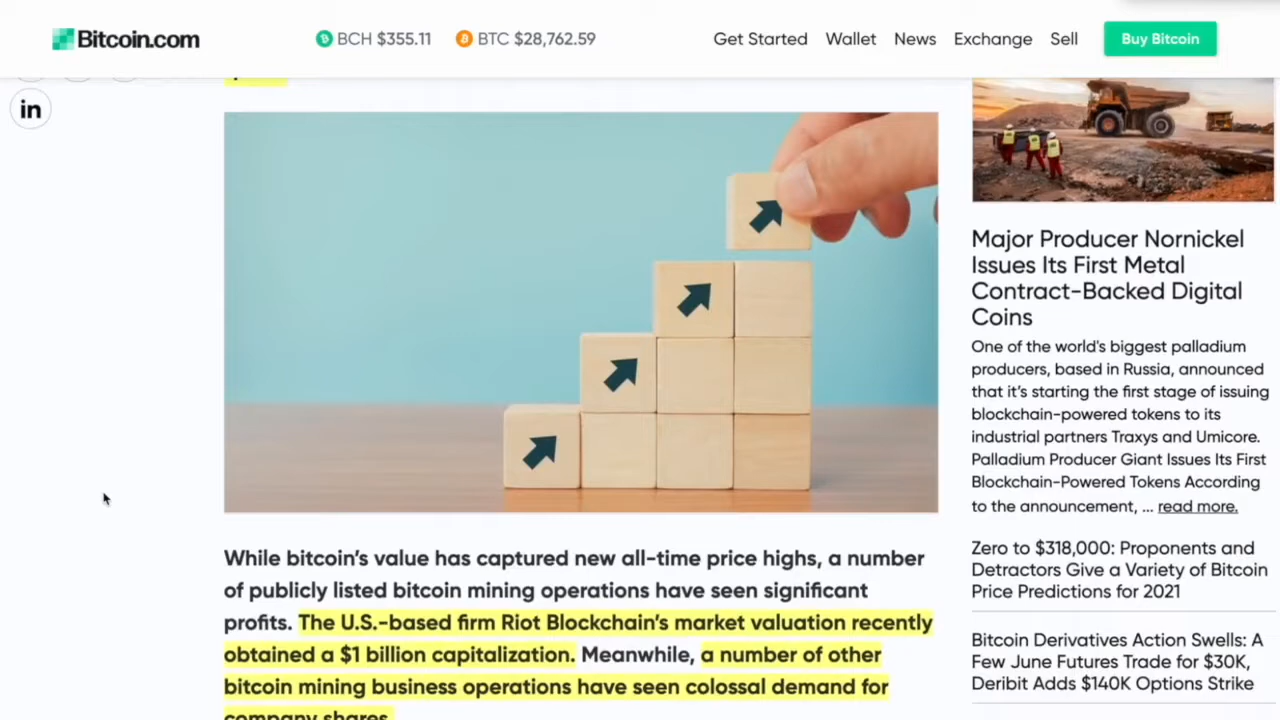 Bitcoin.com
BCH $355.11
BTC $28,762.59
Get Started
Wallet
News
Exchange
Sell
Buy Bitcoin
in
While bitcoin's value has captured new all-time price highs, a number
of publicly listed bitcoin mining operations have seen significant
profits. The U.S.-based firm Riot Blockchain's market valuation recently
obtained a $1 billion capitalization. Meanwhile, a number of other
bitcoin mining business operations have seen colossal demand for
company shares.
Major Producer Nornickel
Issues Its First Metal
Contract-Backed Digital
Coins
One of the world's biggest palladium
producers, based in Russia, announced
that it's starting the first stage of issuing
blockchain-powered tokens to its
industrial partners Traxys and Umicore.
Palladium Producer Giant Issues Its First
Blockchain-Powered Tokens According
to the announcement, ... read more.
Zero to $318,000: Proponents and
Detractors Give a Variety of Bitcoin
Price Predictions for 2021
Bitcoin Derivatives Action Swells: A
Few June Futures Trade for $30K,
Deribit Adds $140K Options Strike